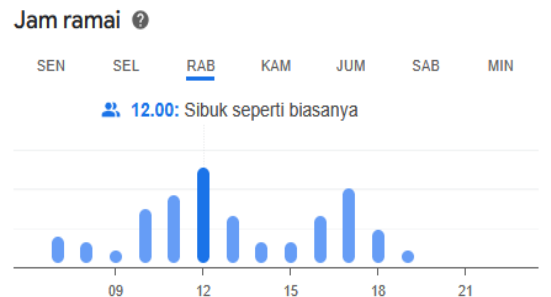 Jam ramai ?
SEN SEL RAB KAM JUM SAB MIN
12.00: Sibuk seperti biasanya
09 12 15 18 21